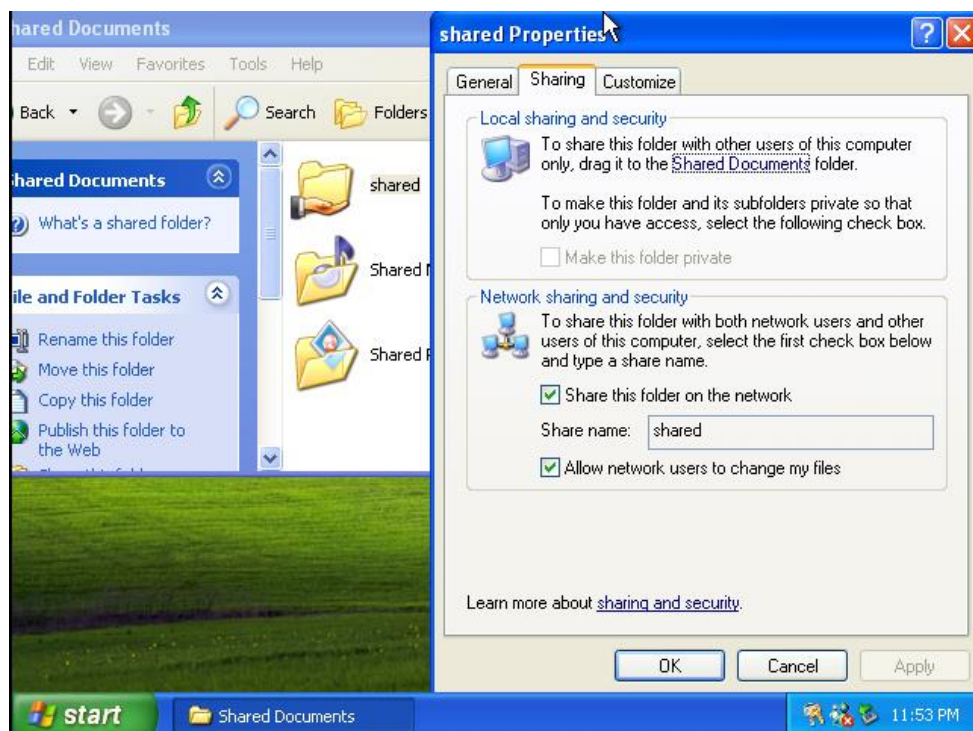 hared Documents
Edit View Favorites Tools Help
Back Search Folders
hared Documents
What's a shared folder?
ile and Folder Tasks
Rename this folder
Move this folder
Copy this folder
Publish this folder to
the Web
shared
Shared
Shared
shared Properties
General Sharing Customize
Local sharing and security
To share this folder with other users of this computer
only, drag it to the Shared Documents folder.
To make this folder and its subfolders private so that
only you have access, select the following check box.
Make this folder private
Network sharing and security
To share this folder with both network users and other
users of this computer, select the first check box below
and type a share name.
Share this folder on the network
Share name: shared
Allow network users to change my files
Learn more about sharing and security.
OK Cancel Apply
start Shared Documents 11:53 PM